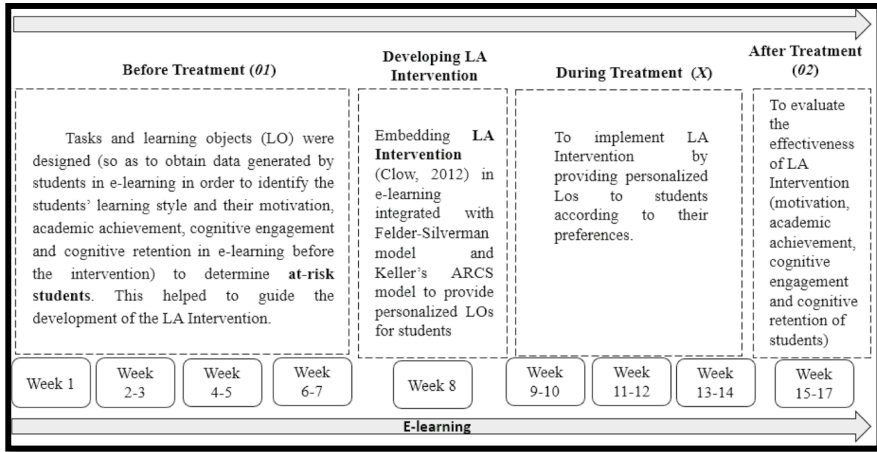 Before Treatment (01)
Developing LA
Intervention
During Treatment (X)
After Treatment
(02)
Tasks and learning objects (LO) were
designed (so as to obtain data generated by
students in e-learning in order to identify the
students' learning style and their motivation,
academic achievement, cognitive engagement
and cognitive retention in e-learning before
the intervention) to determine at-risk
students. This helped to guide the
development of the LA Intervention.
Embedding LA
Intervention
(Clow, 2012) in
e-learning
integrated with
Felder-Silverman
model and
Keller's ARCS
model to provide
personalized LOs
for students
To implement LA
Intervention by
providing personalized
Los to students
according to their
preferences.
To evaluate
the
effectiveness
of LA
Intervention
(motivation,
academic
achievement,
cognitive
engagement
and cognitive
retention of
students)
Week 1
Week
2-3
Week
4-5
Week
6-7
Week 8
Week
9-10
Week
11-12
Week
13-14
Week
15-17
E-learning